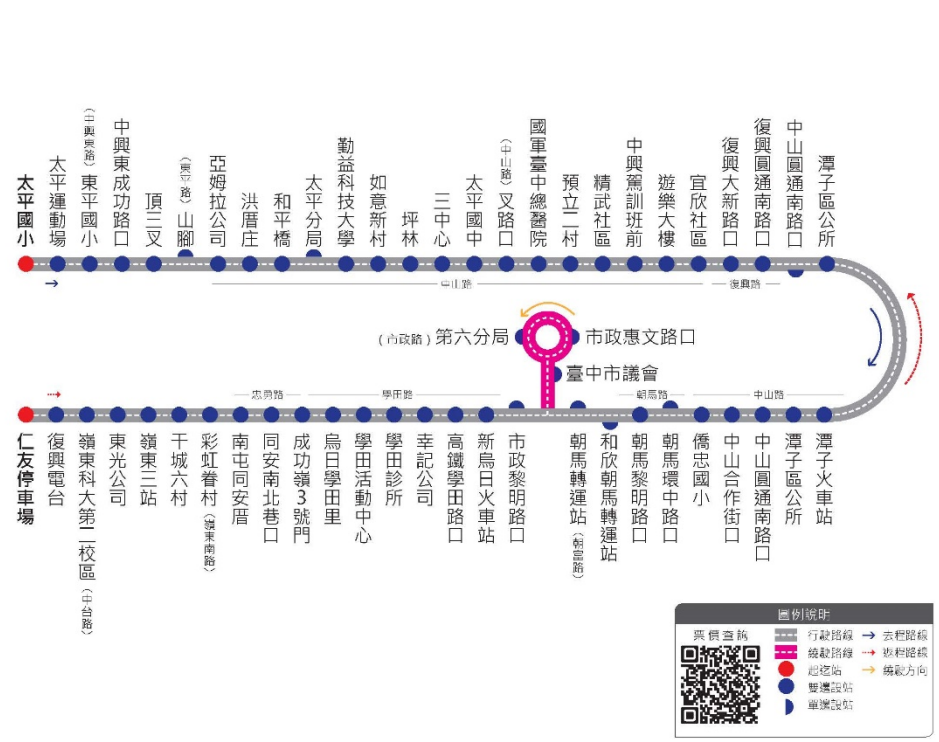 太平國小
太平運動場
（中興東路）東平國小
中興東成功路口
頂三叉
（東平路）山腳
亞姆拉公司
洪厝庄
和平橋
太平分局
勤益科技大學
如意新村
坪林
三中心
太平國中
（中山路）叉路口
國軍臺中總醫院
預立二村
精武社區
中興駕訓班前
遊樂大樓
宜欣社區
復興大新路口
復興圓通南路口
中山圓通南路口
潭子區公所
中山路
復興路
（市政路）第六分局
市政惠文路口
臺中市議會
忠勇路
學田路
朝馬路
中山路
仁友停車場
復興電台
嶺東科大第二校區（中台路）
東光公司
嶺東三站
干城六村
彩虹眷村（嶺東南路）
南屯同安厝
同安南北巷口
成功嶺3號門
烏日學田里
學田活動中心
學田診所
幸記公司
高鐵學田路口
新烏日火車站
市政黎明路口
朝馬轉運站（朝富路）
和欣朝馬轉運站
朝馬黎明路口
朝馬環中路口
僑忠國小
中山合作街口
中山圓通南路口
潭子區公所
潭子火車站
圖例說明
票價查詢
行駛路線
去程路線
繞駛路線
返程路線
起迄站
繞駛方向
雙邊設站
單邊設站